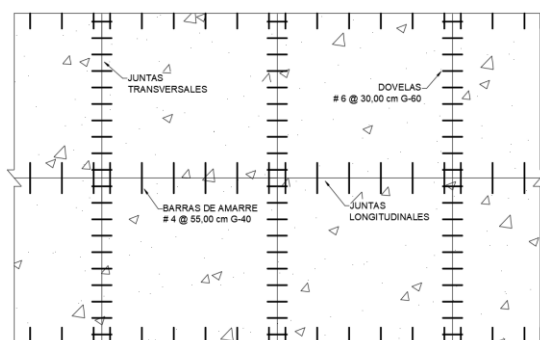 JUNTAS
TRANSVERSALES
DOVELAS
# 6 @ 30,00 cm G-60
BARRAS DE AMARRE
# 4 @ 55,00 cm G-40
JUNTAS
LONGITUDINALES